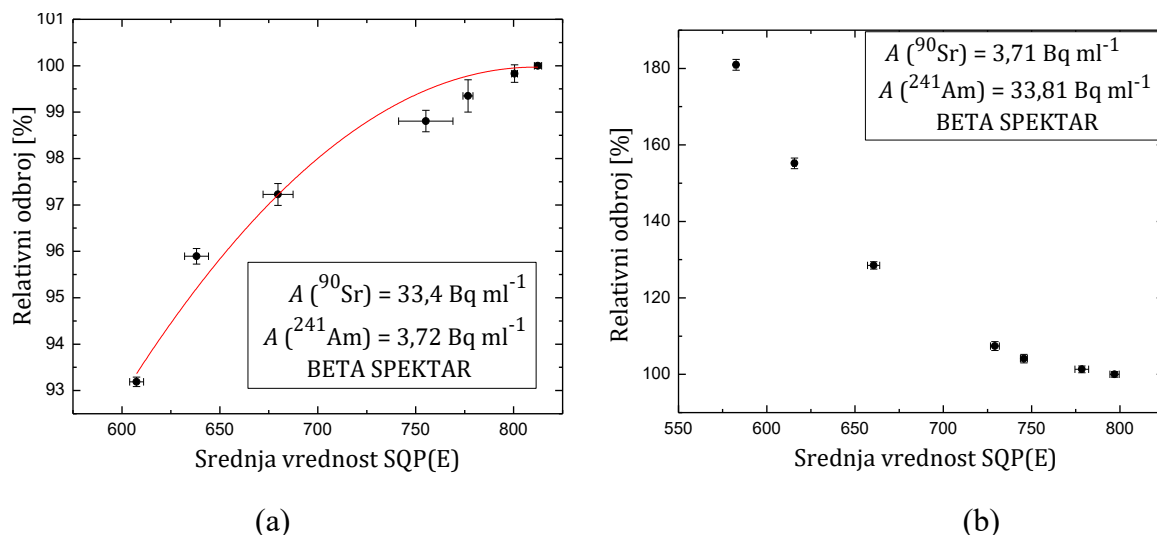 101
100
99
98
97
96
95
94
93
Relativni odbroj [%]
A (90Sr) = 33,4 Bq ml-1
A (241Am) = 3,72 Bq ml-1
BETA SPEKTAR
600 650 700 750 800
Srednja vrednost SQP(E)
(a)
180
160
140
120
100
Relativni odbroj [%]
A (90Sr) = 3,71 Bq ml-1
A (241Am) = 33,81 Bq ml-1
BETA SPEKTAR
550 600 650 700 750 800
Srednja vrednost SQP(E)
(b)